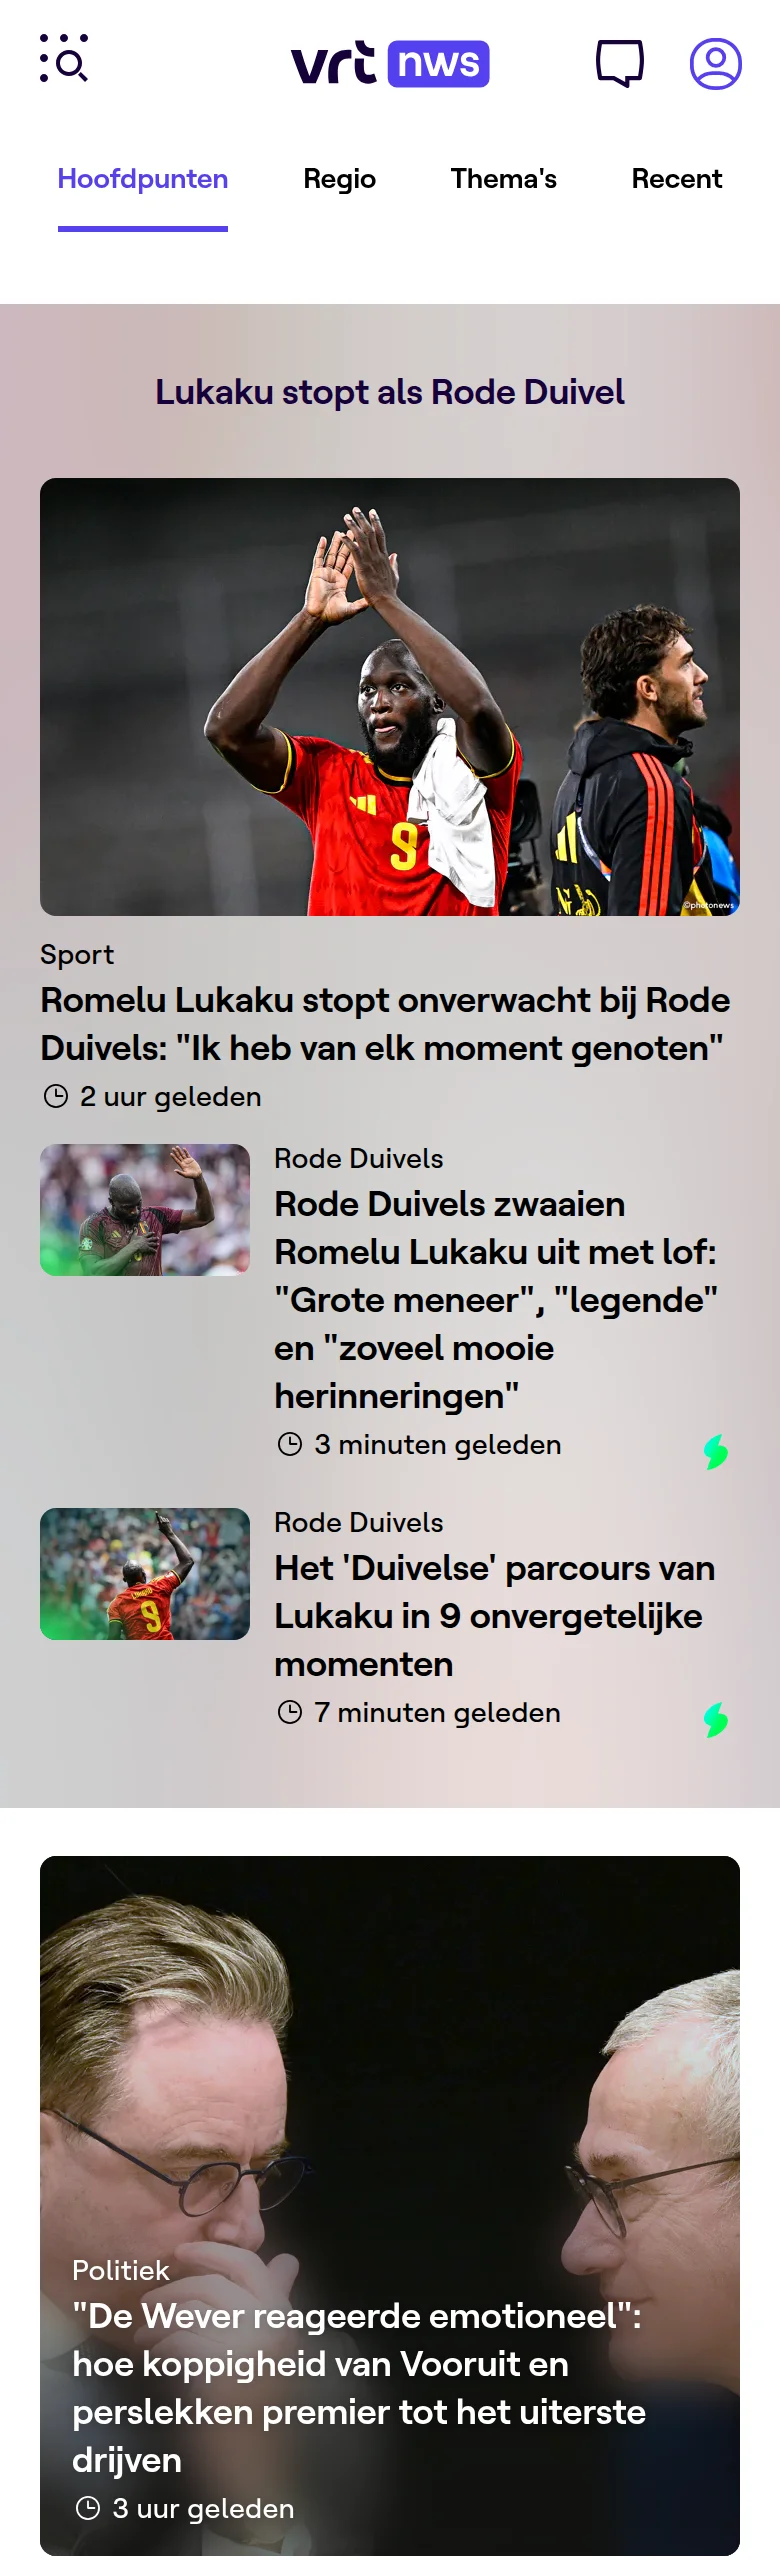 vrt nws
Hoofdpunten Regio Thema's Recent
Lukaku stopt als Rode Duivel
9
©photonews
Sport
Romelu Lukaku stopt onverwacht bij Rode
Duivels: "Ik heb van elk moment genoten"
2 uur geleden
Rode Duivels
Rode Duivels zwaaien
Romelu Lukaku uit met lof:
"Grote meneer", "legende"
en "zoveel mooie
herinneringen"
3 minuten geleden
Rode Duivels
Het 'Duivelse' parcours van
Lukaku in 9 onvergetelijke
momenten
7 minuten geleden
LUKAKU
9
Politiek
"De Wever reageerde emotioneel":
hoe koppigheid van Vooruit en
perslekken premier tot het uiterste
drijven
3 uur geleden